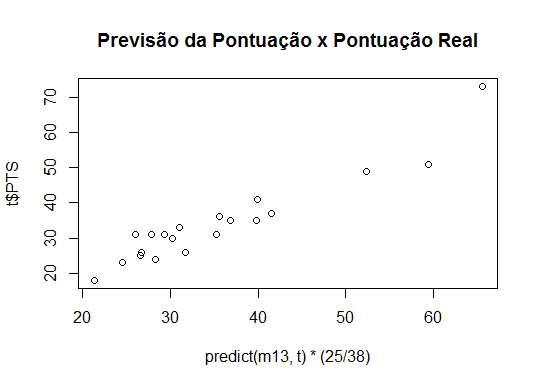 Previsão da Pontuação x Pontuação Real
70
60
50
40
30
20
t$PTS
20 30 40 50 60
predict(m13, t) * (25/38)